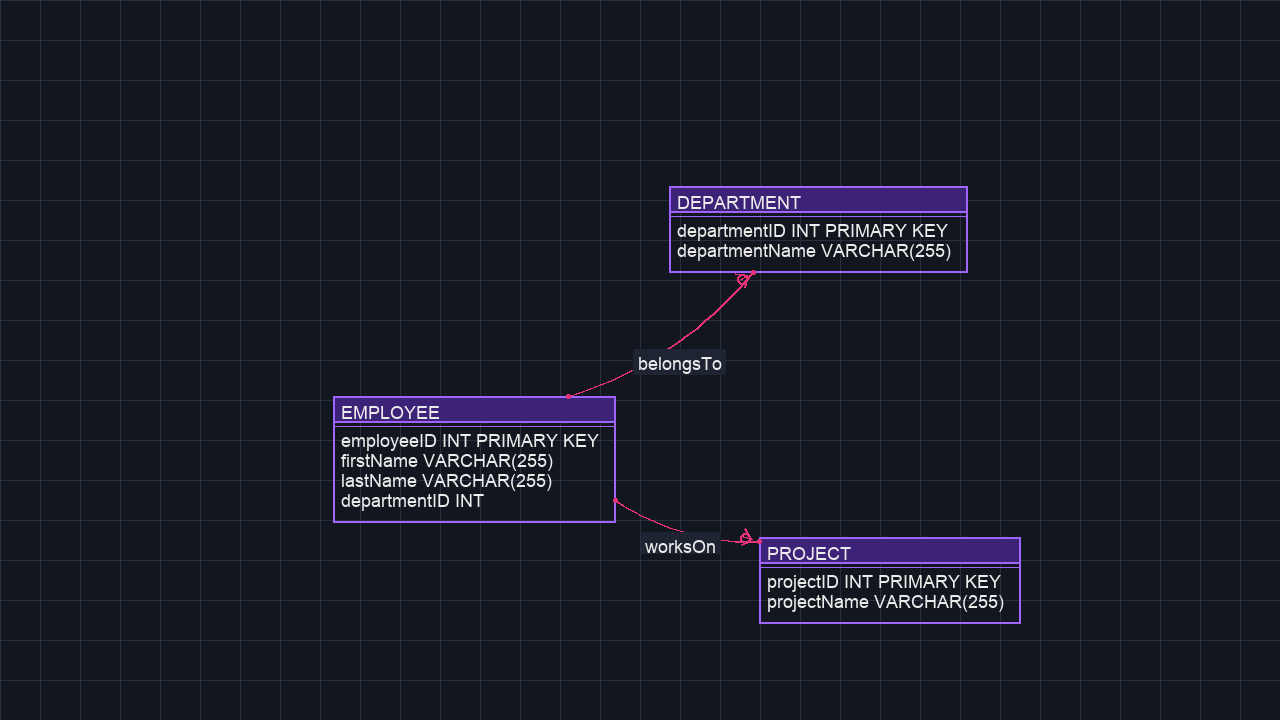 DEPARTMENT
departmentID INT PRIMARY KEY
departmentName VARCHAR(255)
belongsTo
EMPLOYEE
employeeID INT PRIMARY KEY
firstName VARCHAR(255)
lastName VARCHAR(255)
departmentID INT
worksOn
PROJECT
projectID INT PRIMARY KEY
projectName VARCHAR(255)